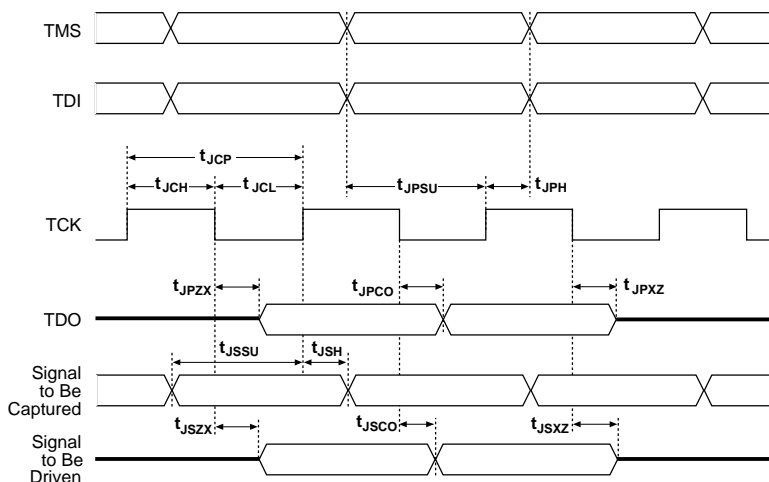 TMS
TDI
tJCP
tJCH
tJCL
tJPSU
tJPH
TCK
tJPZX
tJPCO
tJPXZ
TDO
tJSSU
tJSH
Signal
to Be
Captured
tJSZX
tJSCO
tJSXZ
Signal
to Be
Driven